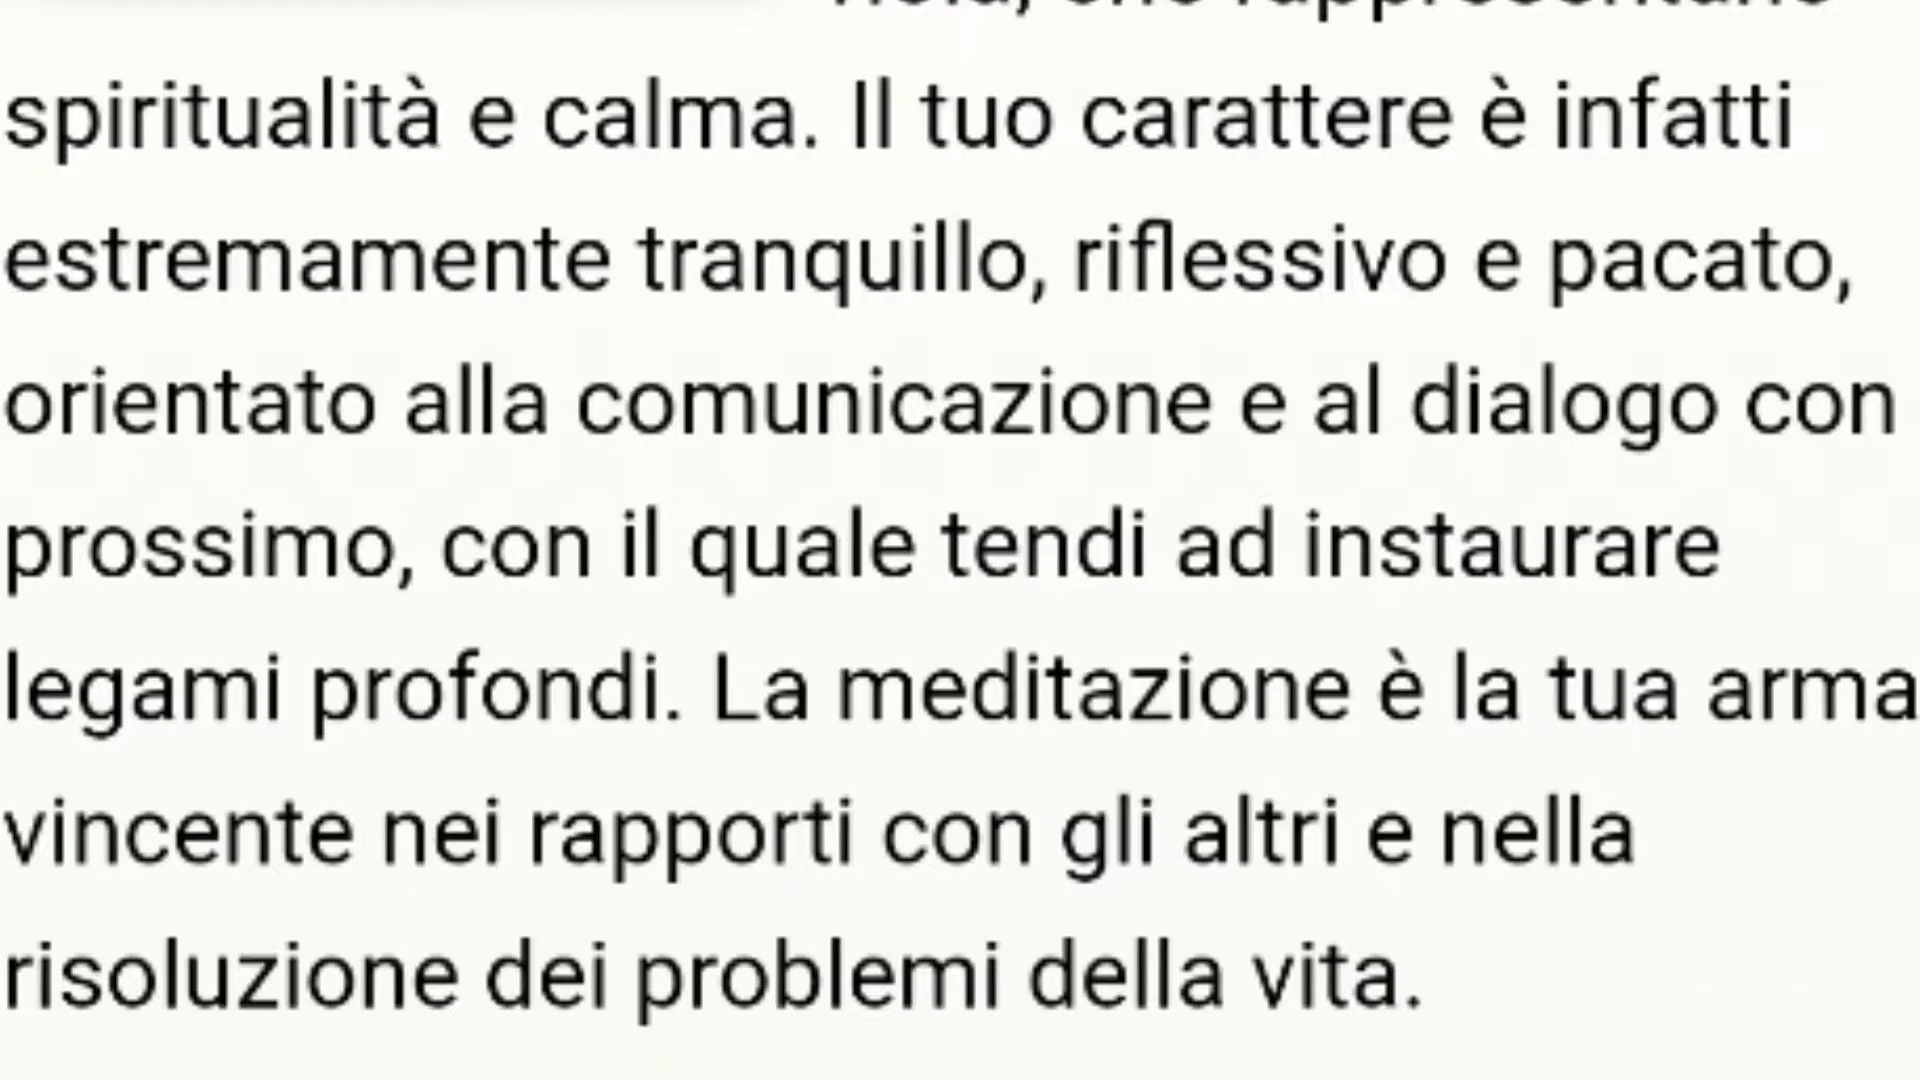 che rappresentano
spiritualità e calma. Il tuo carattere è infatti
estremamente tranquillo, riflessivo e pacato,
orientato alla comunicazione e al dialogo con
prossimo, con il quale tendi ad instaurare
legami profondi. La meditazione è la tua arma
vincente nei rapporti con gli altri e nella
risoluzione dei problemi della vita.